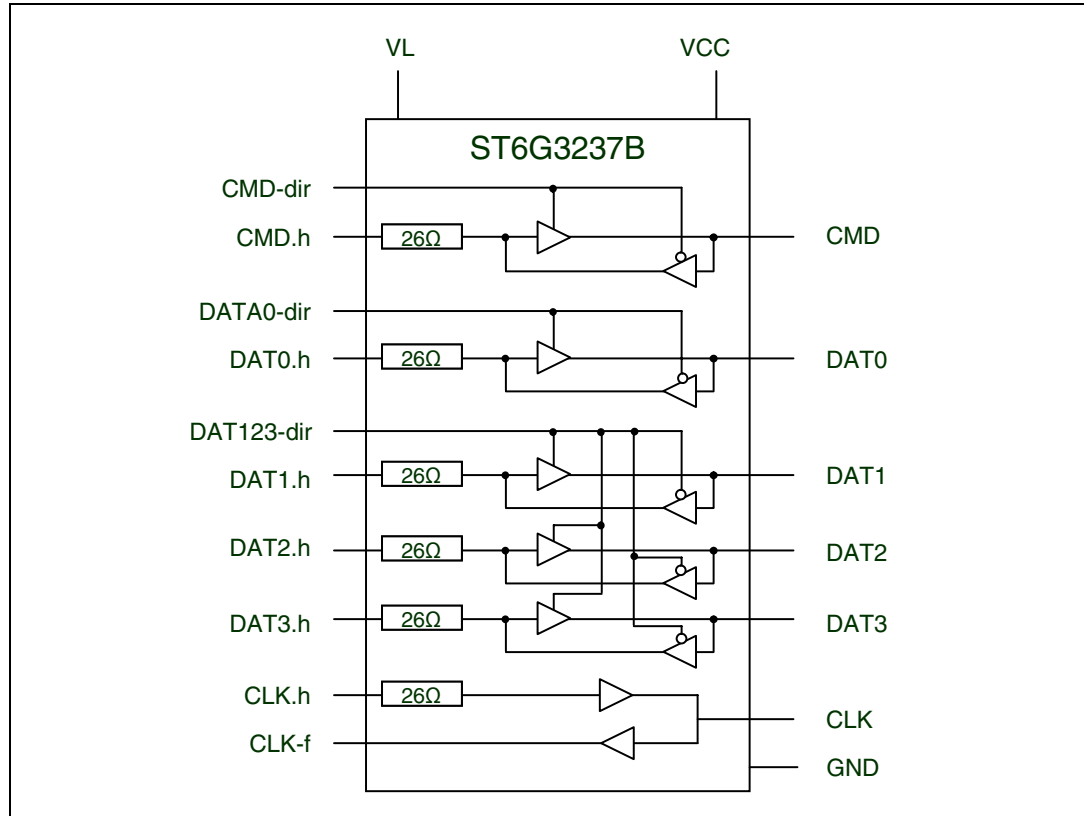 VL
VCC
ST6G3237B
CMD-dir
CMD.h
26Ω
CMD
DATA0-dir
DAT0.h
26Ω
DAT0
DAT123-dir
DAT1.h
26Ω
DAT1
DAT2.h
26Ω
DAT2
DAT3.h
26Ω
DAT3
CLK.h
26Ω
CLK
CLK-f
GND